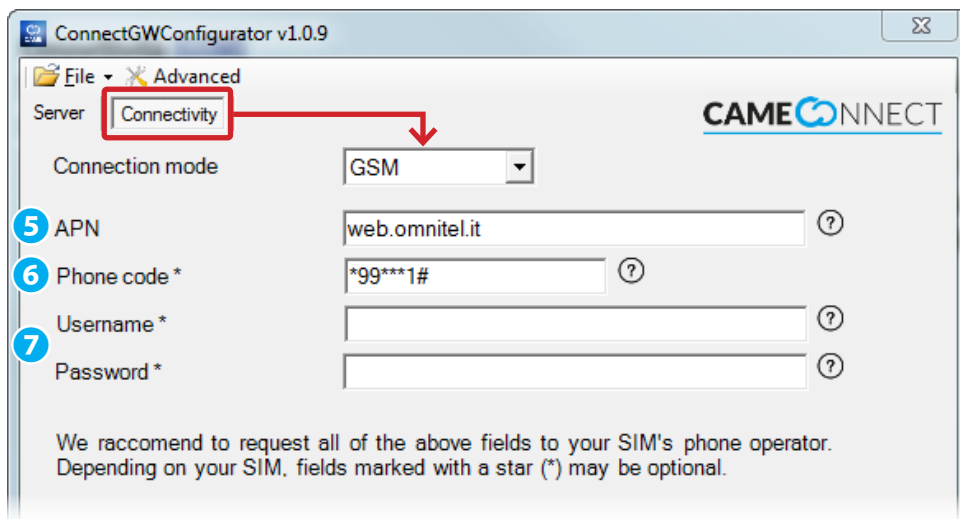 ConnectGWConfigurator v1.0.9
File Advanced
Server Connectivity
CAME CONNECT
Connection mode GSM
5 APN web.omnitel.it ?
6 Phone code * *99***1# ?
Username * ?
7
Password * ?
We raccomend to request all of the above fields to your SIM's phone operator.
Depending on your SIM, fields marked with a star (*) may be optional.